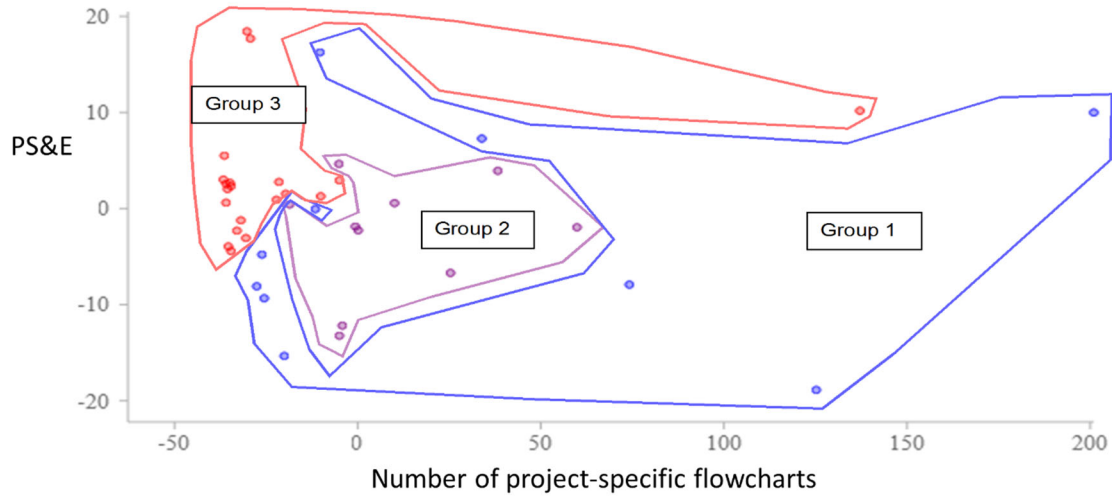 20
Group 3
10
PS&E
0
Group 2
Group 1
-10
-20
-50 0 50 100 150 200
Number of project-specific flowcharts